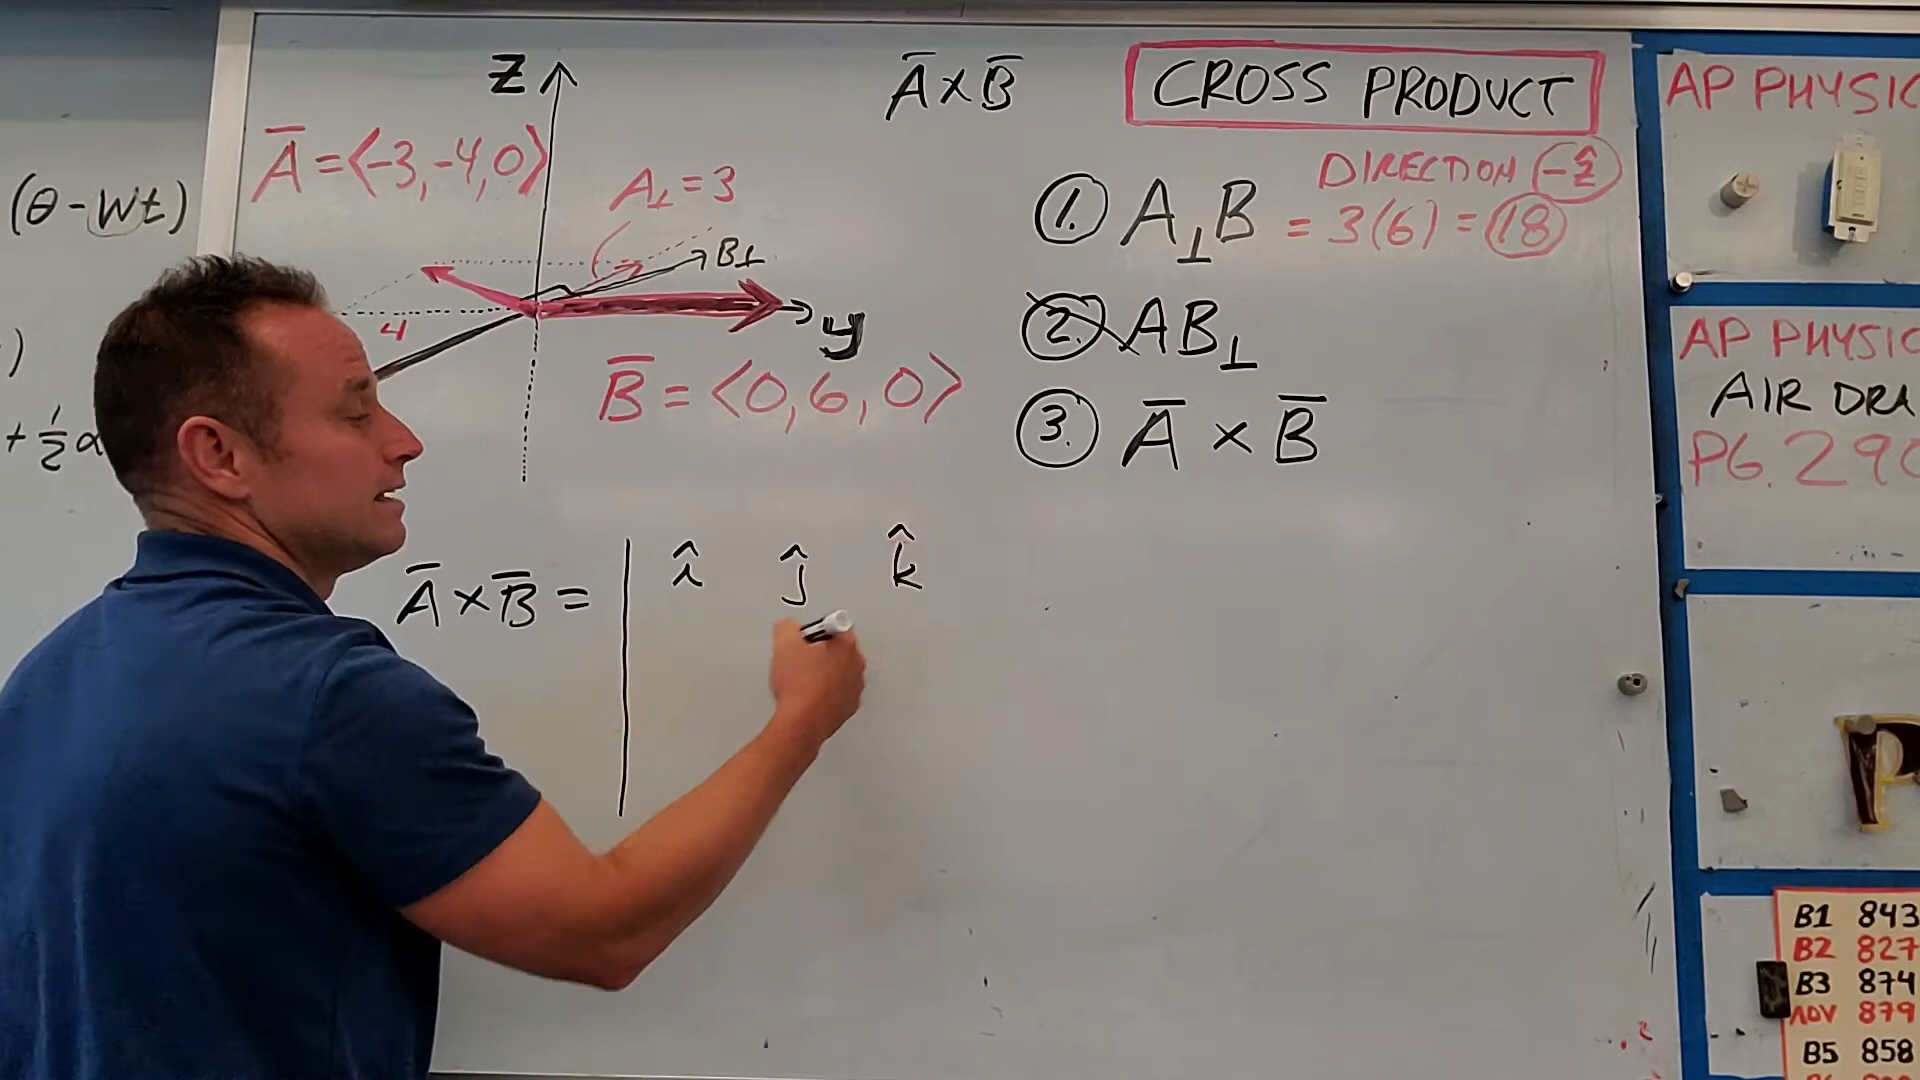 Z
Ā = ⟨-3, -4, 0⟩
A⊥ = 3
B⊥
4
y
B̄ = ⟨0, 6, 0⟩
Ā × B̄
CROSS PRODUCT
DIRECTION -ẑ
1. A⊥B = 3(6) = 18
2. AB⊥
3. Ā × B̄
Ā × B̄ = | î ĵ k̂
(θ - Wt)
)
+ ½ α
AP PHYSIC
AP PHYSIC
AIR DRA
PG. 290
P
B1 843
B2 827
B3 874
NOV 879
B5 858